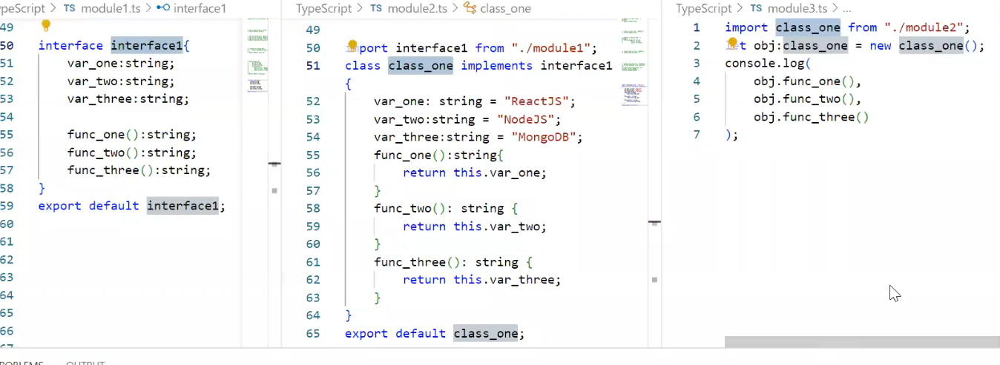 TypeScript > TS module1.ts > interface1
49
50 interface interface1{
51 var_one:string;
52 var_two:string;
53 var_three:string;
54
55 func_one():string;
56 func_two():string;
57 func_three():string;
58 }
59 export default interface1;
60
61
62
63
64
65
66
67
TypeScript > TS module2.ts > class_one
49
50 import interface1 from "./module1";
51 class class_one implements interface1
{
52 var_one: string = "ReactJS";
53 var_two:string = "NodeJS";
54 var_three:string = "MongoDB";
55 func_one():string{
56 return this.var_one;
57 }
58 func_two(): string {
59 return this.var_two;
60 }
61 func_three(): string {
62 return this.var_three;
63 }
64 }
65 export default class_one;
TypeScript > TS module3.ts > ...
1 import class_one from "./module2";
2 let obj:class_one = new class_one();
3 console.log(
4 obj.func_one(),
5 obj.func_two(),
6 obj.func_three()
7 );
PROBLEMS OUTPUT